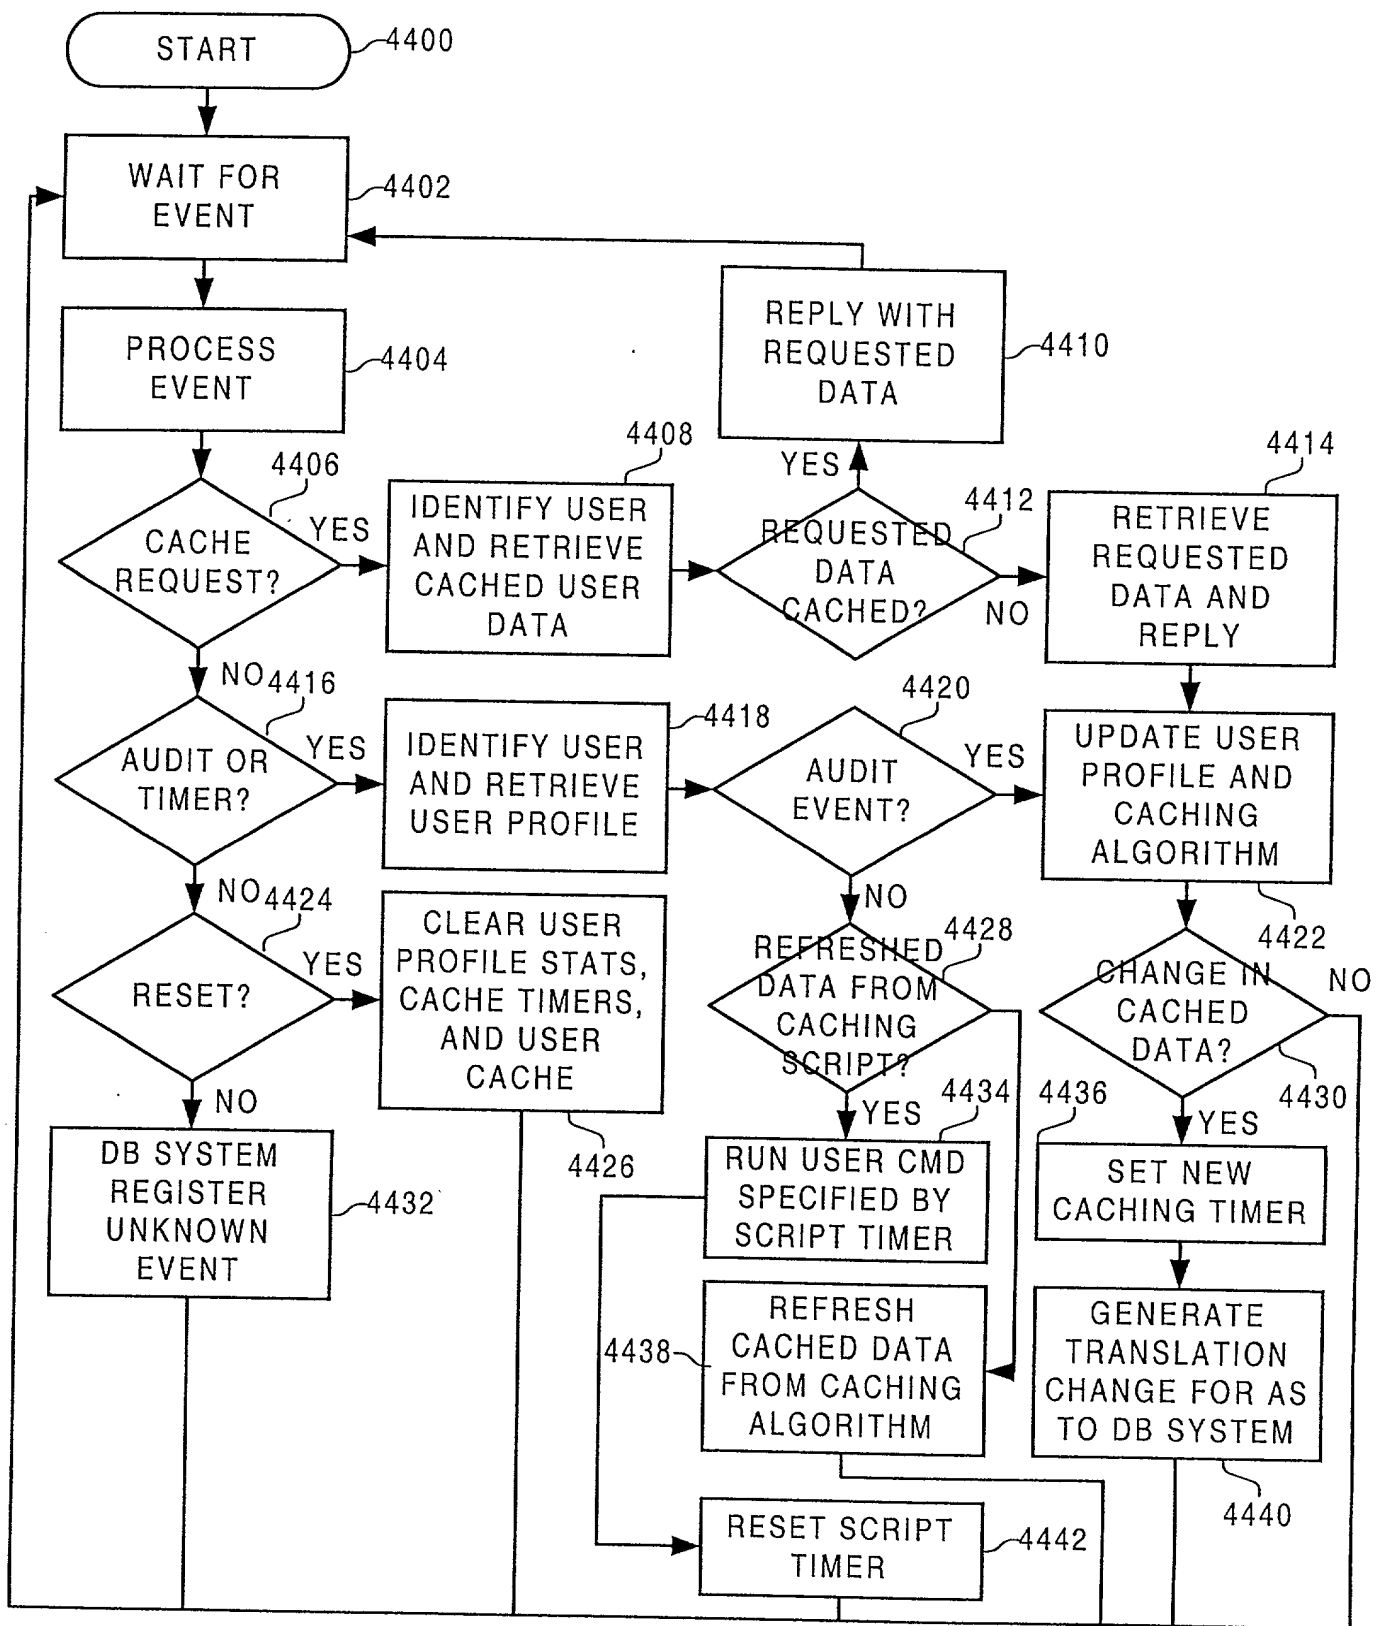 START
4400
WAIT FOR
EVENT
4402
PROCESS
EVENT
4404
REPLY WITH
REQUESTED
DATA
4410
4406
CACHE
REQUEST?
YES
NO
4408
IDENTIFY USER
AND RETRIEVE
CACHED USER
DATA
YES
4412
REQUESTED
DATA
CACHED?
NO
4414
RETRIEVE
REQUESTED
DATA AND
REPLY
4416
AUDIT OR
TIMER?
YES
NO
4418
IDENTIFY USER
AND RETRIEVE
USER PROFILE
4420
AUDIT
EVENT?
YES
NO
UPDATE USER
PROFILE AND
CACHING
ALGORITHM
4422
4424
RESET?
YES
NO
CLEAR USER
PROFILE STATS,
CACHE TIMERS,
AND USER
CACHE
4426
4428
REFRESHED
DATA FROM
CACHING
SCRIPT?
YES
CHANGE IN
CACHED
DATA?
NO
4430
YES
DB SYSTEM
REGISTER
UNKNOWN
EVENT
4432
4434
RUN USER CMD
SPECIFIED BY
SCRIPT TIMER
4436
SET NEW
CACHING TIMER
4438
REFRESH
CACHED DATA
FROM CACHING
ALGORITHM
GENERATE
TRANSLATION
CHANGE FOR AS
TO DB SYSTEM
4440
RESET SCRIPT
TIMER
4442